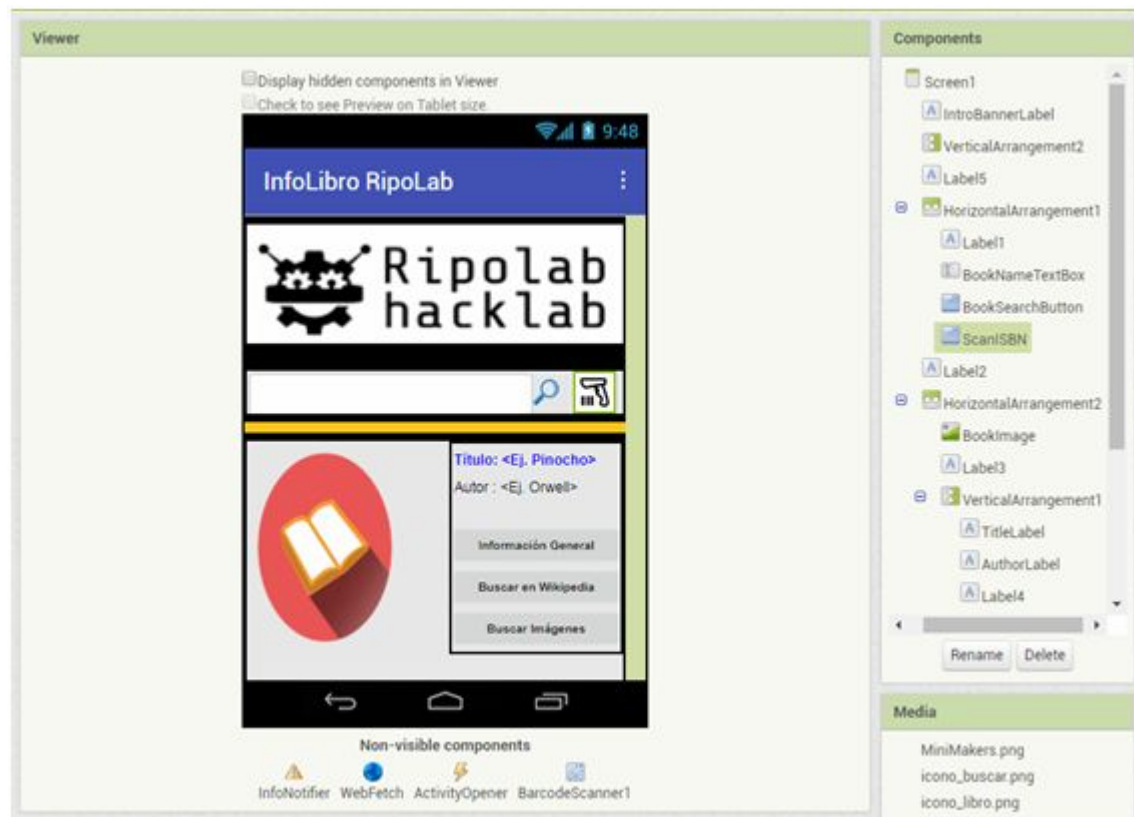 Viewer
Display hidden components in Viewer
Check to see Preview on Tablet size.
9:48
InfoLibro RipoLab
Ripolab
hacklab
Título: <Ej. Pinocho>
Autor : <Ej. Orwell>
Información General
Buscar en Wikipedia
Buscar Imágenes
Non-visible components
InfoNotifier WebFetch ActivityOpener BarcodeScanner1
Components
Screen1
IntroBannerLabel
VerticalArrangement2
Label5
HorizontalArrangement1
Label1
BookNameTextBox
BookSearchButton
ScanISBN
Label2
HorizontalArrangement2
BookImage
Label3
VerticalArrangement1
TitleLabel
AuthorLabel
Label4
Rename Delete
Media
MiniMakers.png
icono_buscar.png
icono_libro.png